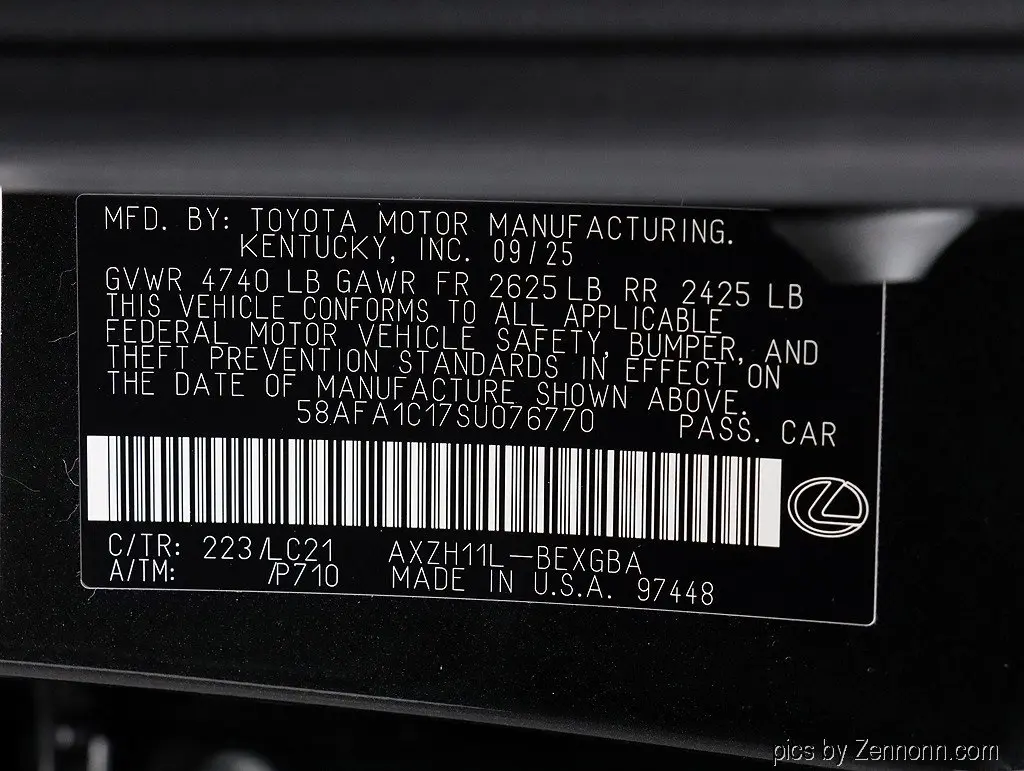 MFD. BY: TOYOTA MOTOR MANUFACTURING.
KENTUCKY, INC. 09/25
GVWR 4740 LB GAWR FR 2625 LB RR 2425 LB
THIS VEHICLE CONFORMS TO ALL APPLICABLE
FEDERAL MOTOR VEHICLE SAFETY, BUMPER, AND
THEFT PREVENTION STANDARDS IN EFFECT ON
THE DATE OF MANUFACTURE SHOWN ABOVE.
58AFA1C17SU076770 PASS. CAR
C/TR: 223/LC21 AXZH11L-BEXGBA
A/TM: /P710 MADE IN U.S.A. 97448
pics by Zennonn.com